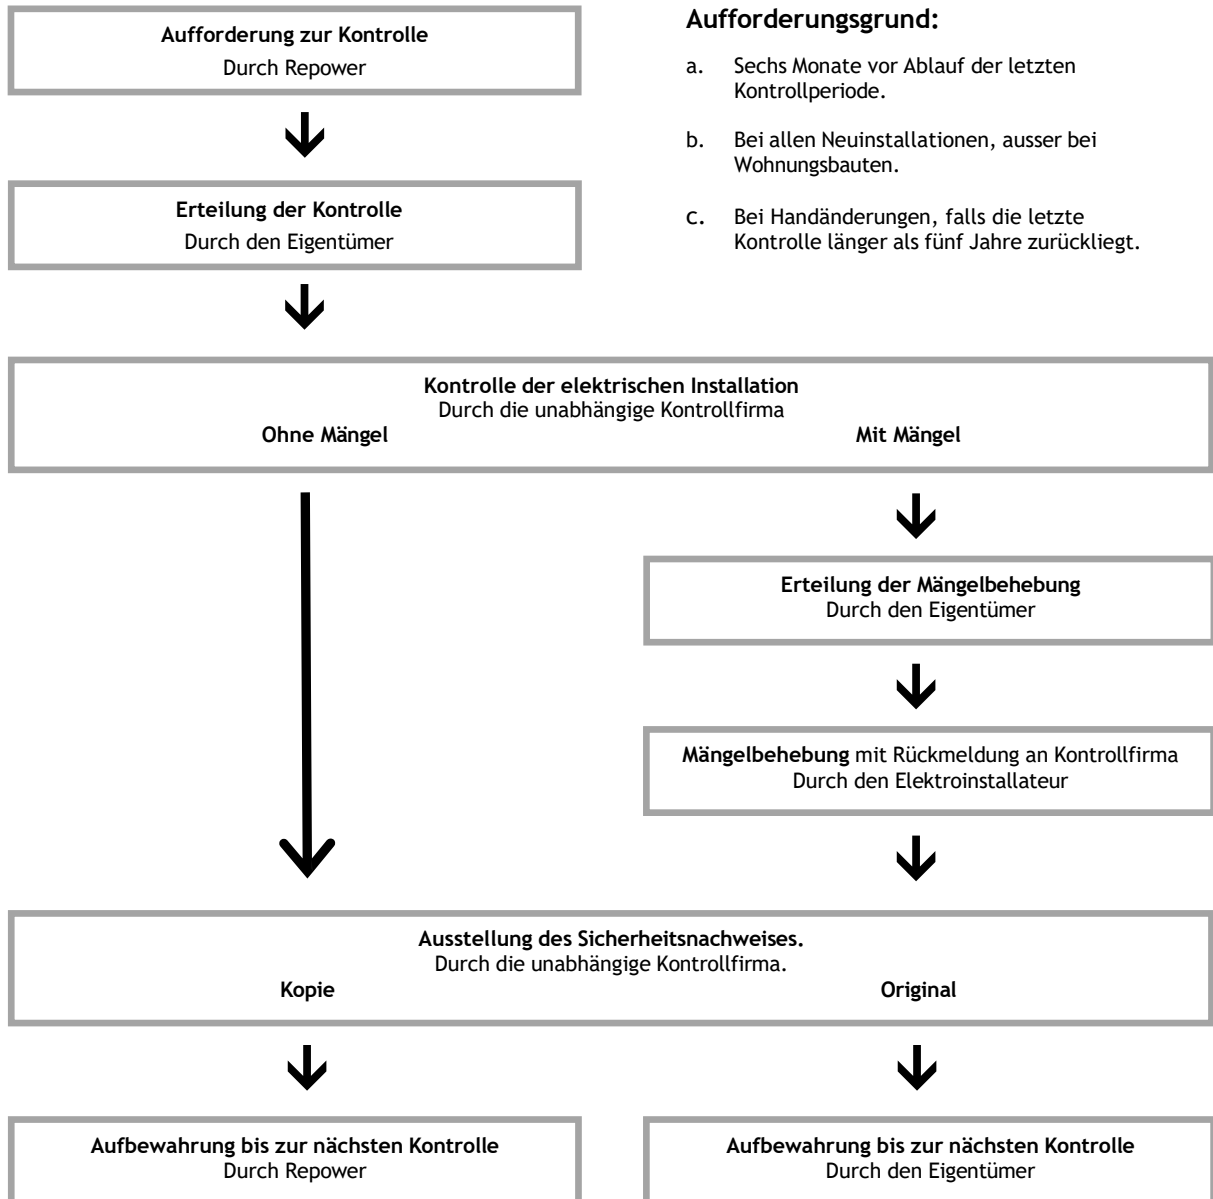 Aufforderung zur Kontrolle
Durch Repower
Aufforderungsgrund:
a. Sechs Monate vor Ablauf der letzten
Kontrollperiode.
b. Bei allen Neuinstallationen, ausser bei
Wohnungsbauten.
c. Bei Handänderungen, falls die letzte
Kontrolle länger als fünf Jahre zurückliegt.
Erteilung der Kontrolle
Durch den Eigentümer
Kontrolle der elektrischen Installation
Durch die unabhängige Kontrollfirma
Ohne Mängel
Mit Mängel
Erteilung der Mängelbehebung
Durch den Eigentümer
Mängelbehebung mit Rückmeldung an Kontrollfirma
Durch den Elektroinstallateur
Ausstellung des Sicherheitsnachweises.
Durch die unabhängige Kontrollfirma.
Kopie
Original
Aufbewahrung bis zur nächsten Kontrolle
Durch Repower
Aufbewahrung bis zur nächsten Kontrolle
Durch den Eigentümer